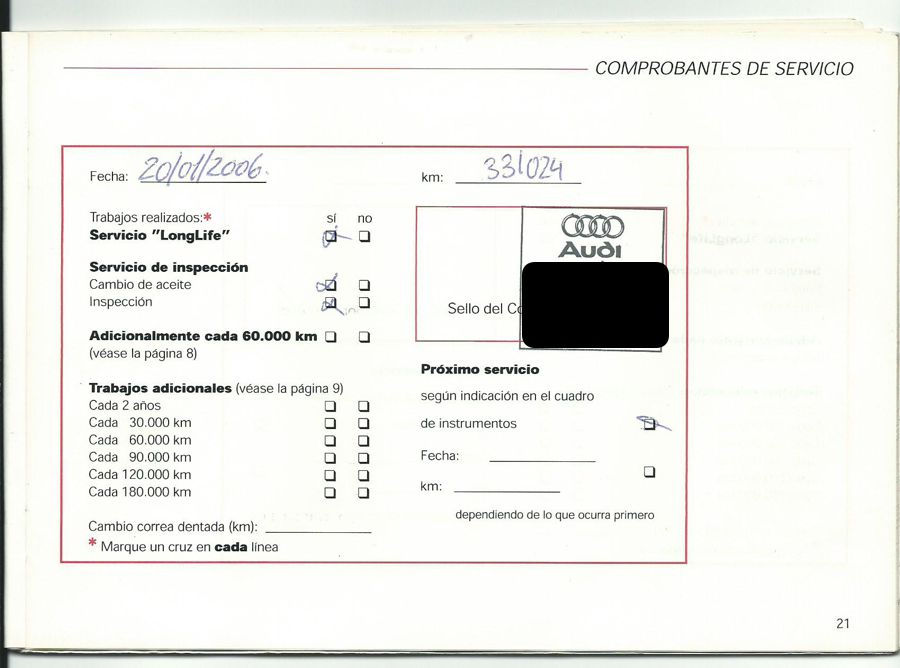 COMPROBANTES DE SERVICIO
Fecha: 20/01/2006.
km: 33.024
Trabajos realizados:* sí no
Servicio "LongLife"
Servicio de inspección
Cambio de aceite
Inspección
Adicionalmente cada 60.000 km
(véase la página 8)
Trabajos adicionales (véase la página 9)
Cada 2 años
Cada 30.000 km
Cada 60.000 km
Cada 90.000 km
Cada 120.000 km
Cada 180.000 km
Cambio correa dentada (km):
* Marque un cruz en cada línea
Audi
Sello del
Próximo servicio
según indicación en el cuadro
de instrumentos
Fecha:
km:
dependiendo de lo que ocurra primero
21